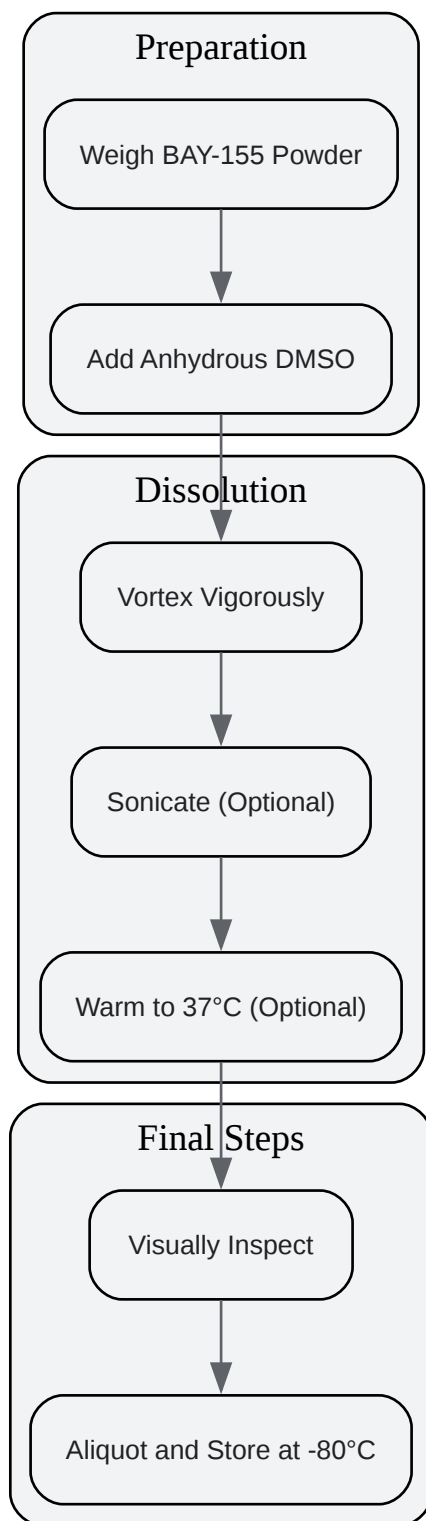 Preparation
Weigh BAY-155 Powder
Add Anhydrous DMSO
Dissolution
Vortex Vigorously
Sonicate (Optional)
Warm to 37°C (Optional)
Final Steps
Visually Inspect
Aliquot and Store at -80°C